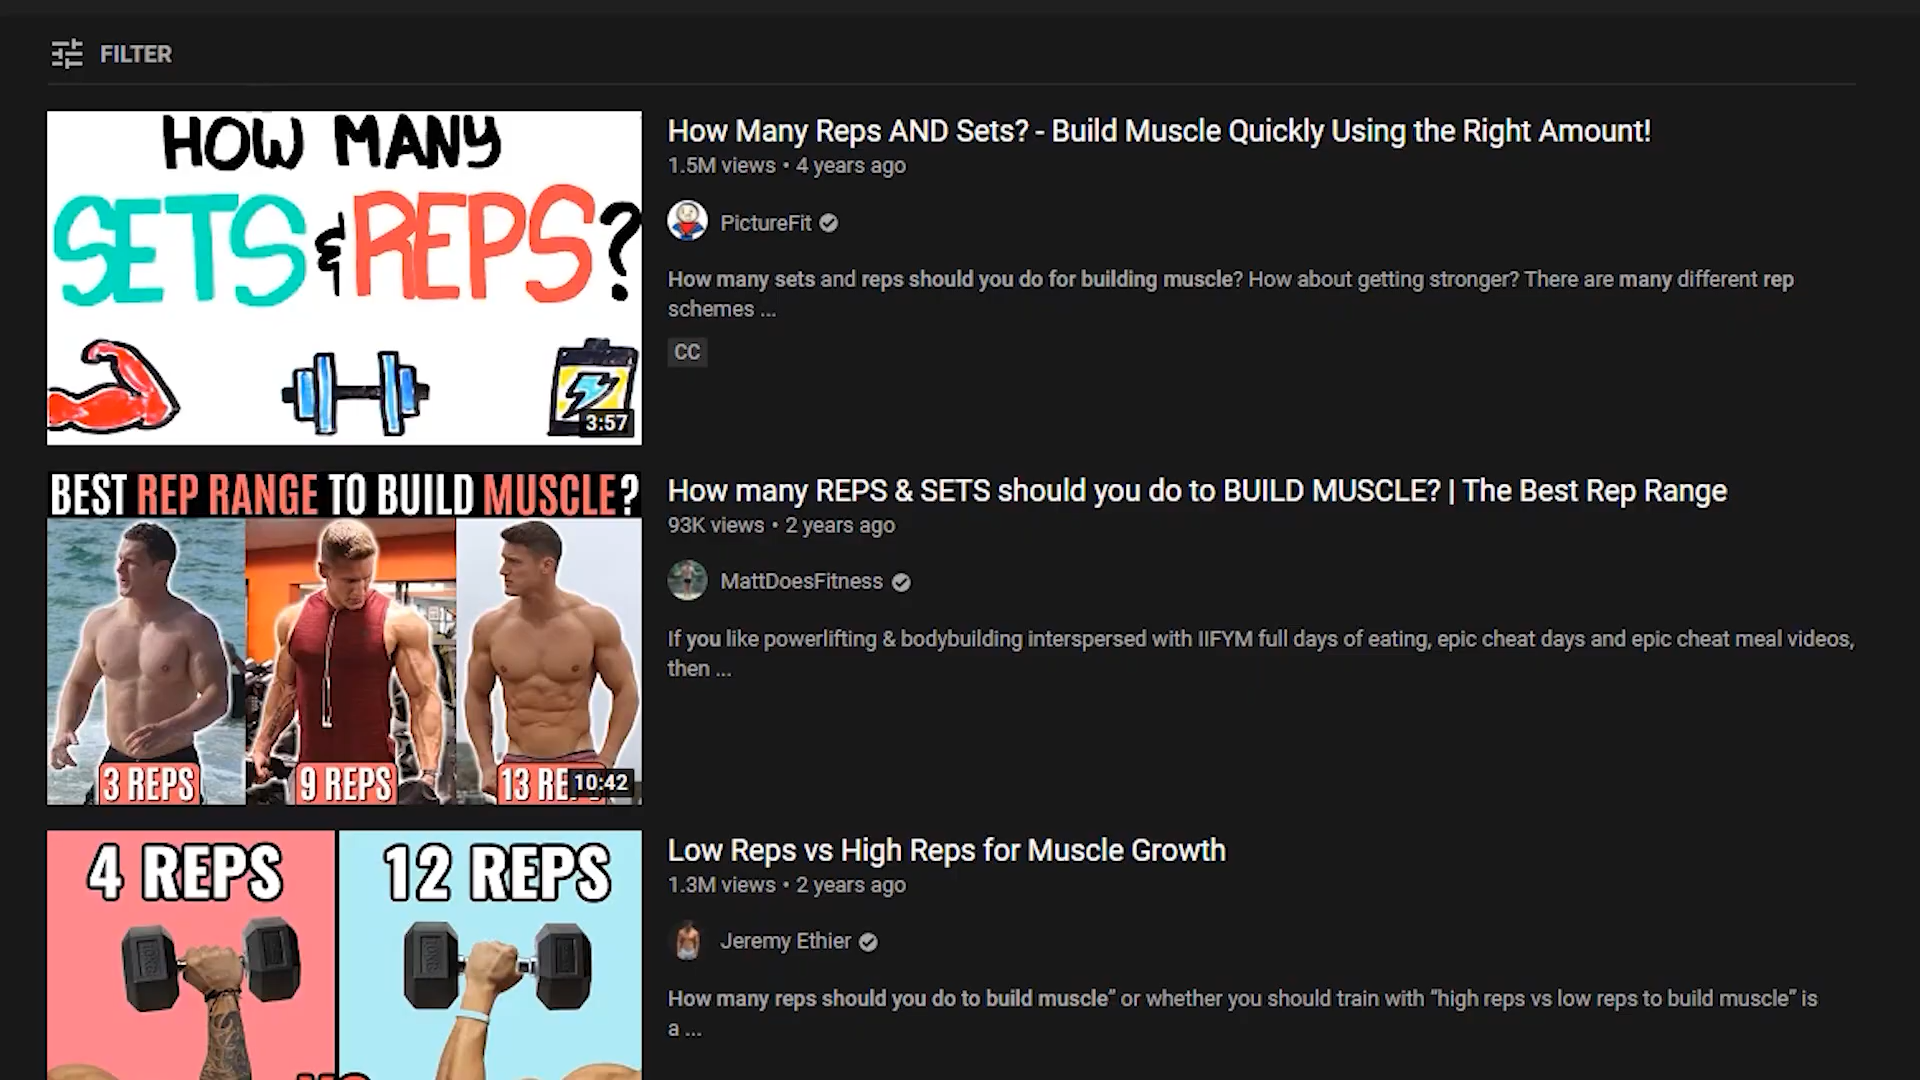 FILTER
HOW MANY
SETS & REPS?
3:57
How Many Reps AND Sets? - Build Muscle Quickly Using the Right Amount!
1.5M views • 4 years ago
PictureFit
How many sets and reps should you do for building muscle? How about getting stronger? There are many different rep
schemes ...
CC
BEST REP RANGE TO BUILD MUSCLE?
3 REPS
9 REPS
13 RE
10:42
How many REPS & SETS should you do to BUILD MUSCLE? | The Best Rep Range
93K views • 2 years ago
MattDoesFitness
If you like powerlifting & bodybuilding interspersed with IIFYM full days of eating, epic cheat days and epic cheat meal videos,
then ...
4 REPS
12 REPS
Low Reps vs High Reps for Muscle Growth
1.3M views • 2 years ago
Jeremy Ethier
How many reps should you do to build muscle” or whether you should train with “high reps vs low reps to build muscle” is
a ...